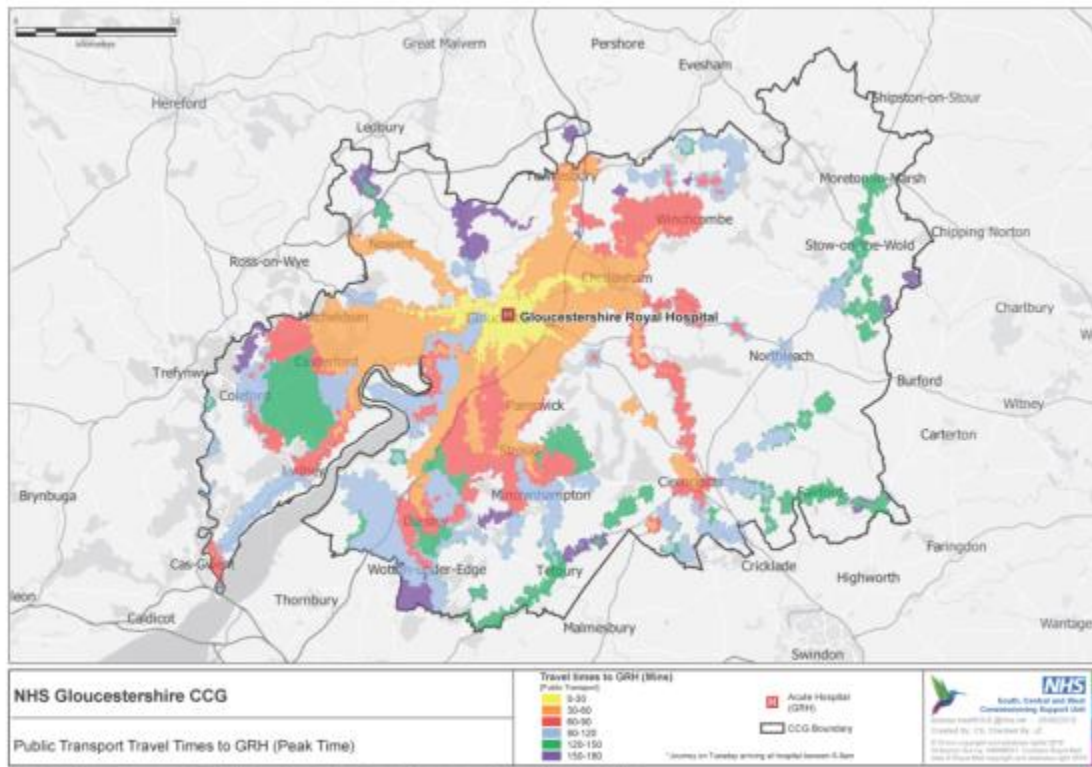 Great Malvern
Pershore
Evesham
Hereford
Shipston-on-Stour
Ledbury
Tewkesbury
Moreton-in-Marsh
Winchcombe
Newent
Stow-on-the-Wold
Chipping Norton
Ross-on-Wye
Cheltenham
Charlbury
Gloucestershire Royal Hospital
Mitcheldean
Northleach
Trefynwy
Cinderford
Burford
Coleford
Witney
Painswick
Carterton
Stroud
Lydney
Brynbuga
Minchinhampton
Cirencester
Fairford
Dursley
Faringdon
Cas-Gwent
Wotton-under-Edge
Tetbury
Cricklade
Highworth
Thornbury
Caldicot
Malmesbury
Wantage
Swindon
NHS Gloucestershire CCG
Public Transport Travel Times to GRH (Peak Time)
Travel times to GRH (Mins)
(Public Transport)
0-30
30-60
60-90
90-120
120-150
150-180
H Acute Hospital
(GRH)
CCG Boundary
NHS
South, Central and West
Commissioning Support Unit